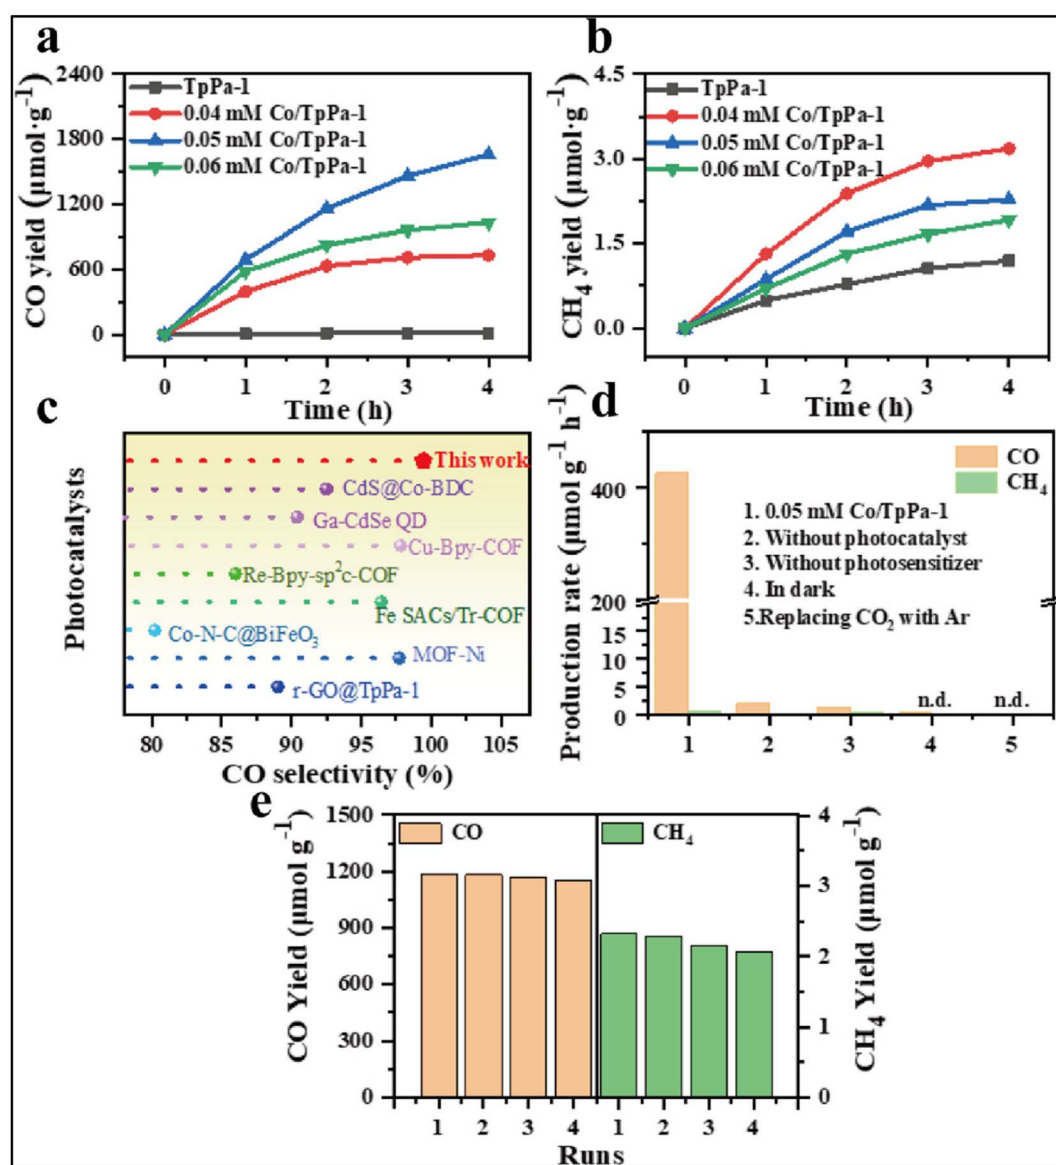 a
CO yield (μmol·g⁻¹)
2400
1800
1200
600
0
TpPa-1
0.04 mM Co/TpPa-1
0.05 mM Co/TpPa-1
0.06 mM Co/TpPa-1
0 1 2 3 4
Time (h)
b
CH₄ yield (μmol·g⁻¹)
4.5
3.0
1.5
0.0
TpPa-1
0.04 mM Co/TpPa-1
0.05 mM Co/TpPa-1
0.06 mM Co/TpPa-1
0 1 2 3 4
Time (h)
c
Photocatalysts
This work
CdS@Co-BDC
Ga-CdSe QD
Cu-Bpy-COF
Re-Bpy-sp²c-COF
Fe SACs/Tr-COF
Co-N-C@BiFeO₃
MOF-Ni
r-GO@TpPa-1
80 85 90 95 100 105
CO selectivity (%)
d
Production rate (μmol g⁻¹ h⁻¹)
400
200
15
10
5
0
CO
CH₄
1. 0.05 mM Co/TpPa-1
2. Without photocatalyst
3. Without photosensitizer
4. In dark
5.Replacing CO₂ with Ar
n.d. n.d.
1 2 3 4 5
e
CO Yield (μmol g⁻¹)
1500
1200
900
600
300
0
CO
CH₄
4
3
2
1
0
CH₄ Yield (μmol g⁻¹)
1 2 3 4 1 2 3 4
Runs